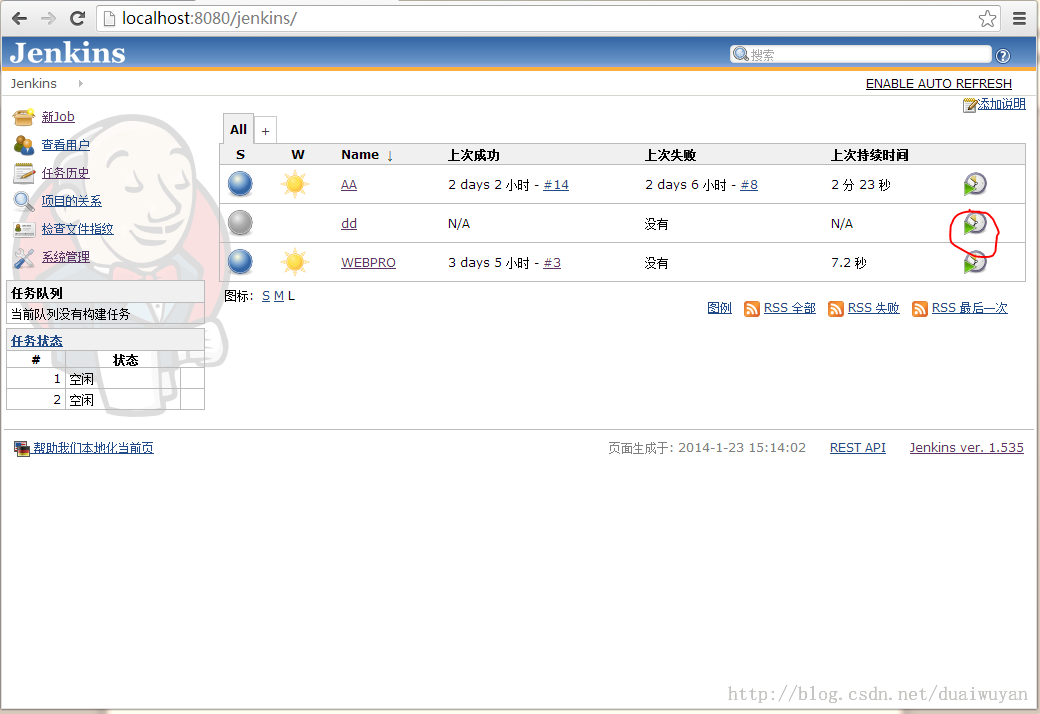 localhost:8080/jenkins/
Jenkins
搜索
Jenkins
ENABLE AUTO REFRESH
添加说明
新Job
查看用户
任务历史
项目的关系
检查文件指纹
系统管理
任务队列
当前队列没有构建任务
任务状态
# 状态
1 空闲
2 空闲
All +
S W Name ↓ 上次成功 上次失败 上次持续时间
AA 2 days 2 小时 - #14 2 days 6 小时 - #8 2 分 23 秒
dd N/A 没有 N/A
WEBPRO 3 days 5 小时 - #3 没有 7.2 秒
图标: S M L
图例 RSS 全部 RSS 失败 RSS 最后一次
帮助我们本地化当前页
页面生成于: 2014-1-23 15:14:02 REST API Jenkins ver. 1.535
http://blog.csdn.net/duaiwuyan